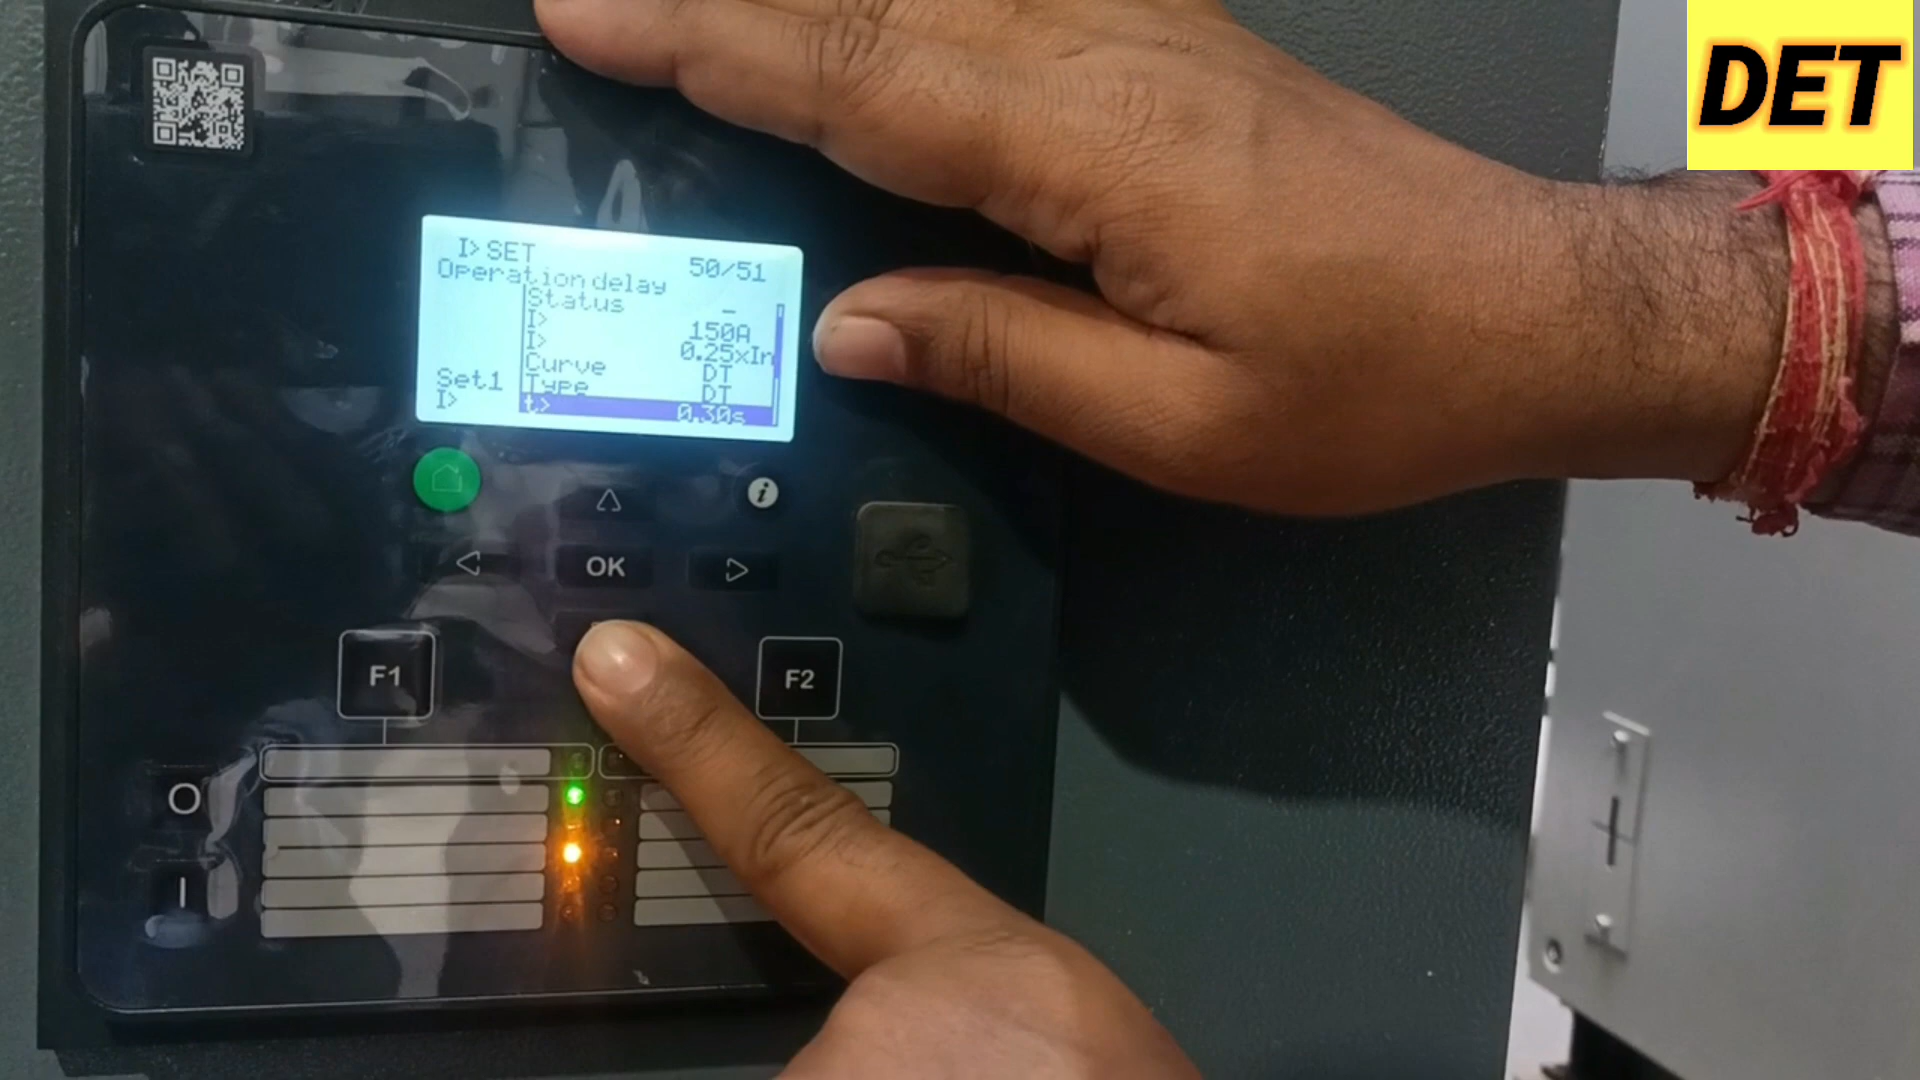 DET
I> SET 50/51
Operation delay
Status -
I> 150A
I> 0.25xIn
Curve DT
Set1 Type DT
I> t> 0.30s
i
OK
F1
F2
O
I